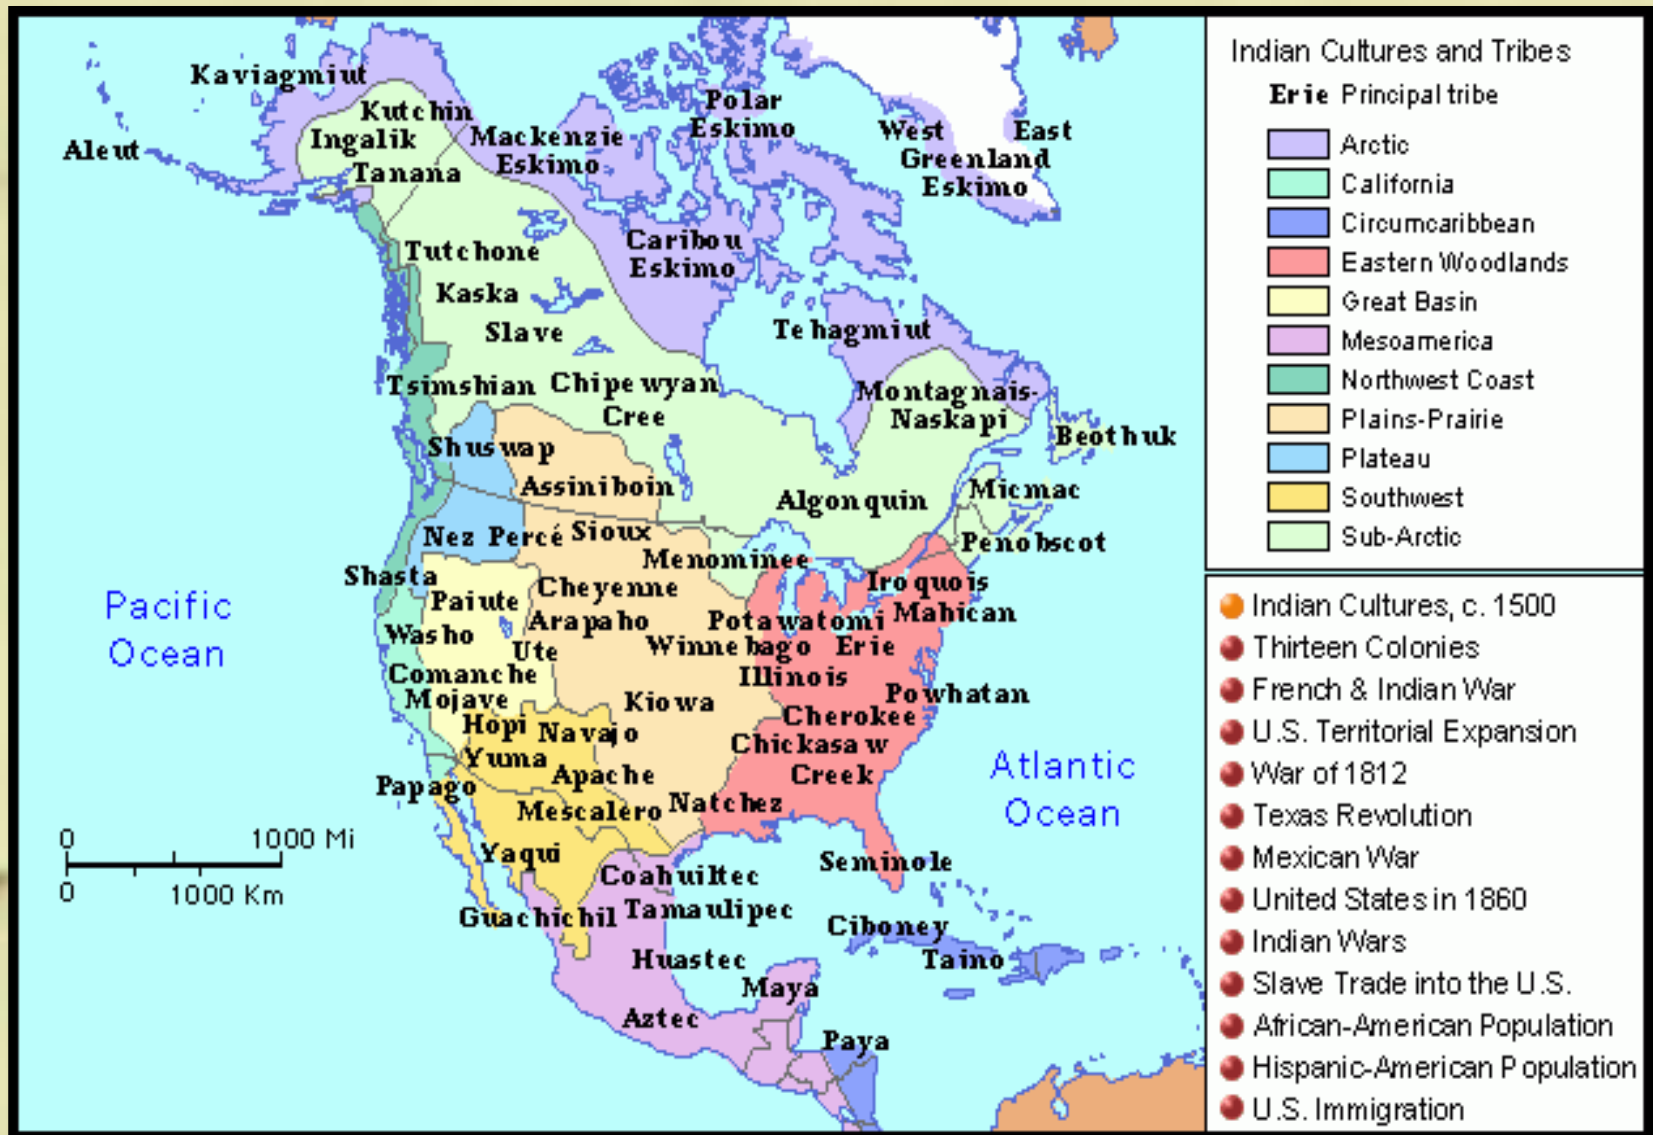 Indian Cultures and Tribes
Erie Principal tribe
Arctic
California
Circumcaribbean
Eastern Woodlands
Great Basin
Mesoamerica
Northwest Coast
Plains-Prairie
Plateau
Southwest
Sub-Arctic
Indian Cultures, c. 1500
Thirteen Colonies
French & Indian War
U.S. Territorial Expansion
War of 1812
Texas Revolution
Mexican War
United States in 1860
Indian Wars
Slave Trade into the U.S.
African-American Population
Hispanic-American Population
U.S. Immigration
Kaviagmiut
Kutchin
Ingalik
Aleut
Tanana
Mackenzie
Eskimo
Polar
Eskimo
West
East
Greenland
Eskimo
Tutchone
Caribou
Eskimo
Kaska
Slave
Tehagmiut
Tsimshian
Chipewyan
Cree
Montagnais-
Naskapi
Beothuk
Shuswap
Assiniboin
Algonquin
Micmac
Nez Percé
Sioux
Menominee
Penobscot
Shasta
Cheyenne
Iroquois
Paiute
Arapaho
Potawatomi
Mahican
Washo
Ute
Winnebago
Erie
Comanche
Illinois
Mojave
Kiowa
Powhatan
Hopi
Navajo
Cherokee
Yuma
Chickasaw
Apache
Creek
Papago
Mescalero
Natchez
Yaqui
Coahuiltec
Seminole
Guachichil
Tamaulipec
Ciboney
Huastec
Taino
Maya
Aztec
Paya
Pacific
Ocean
Atlantic
Ocean
0 1000 Mi
0 1000 Km